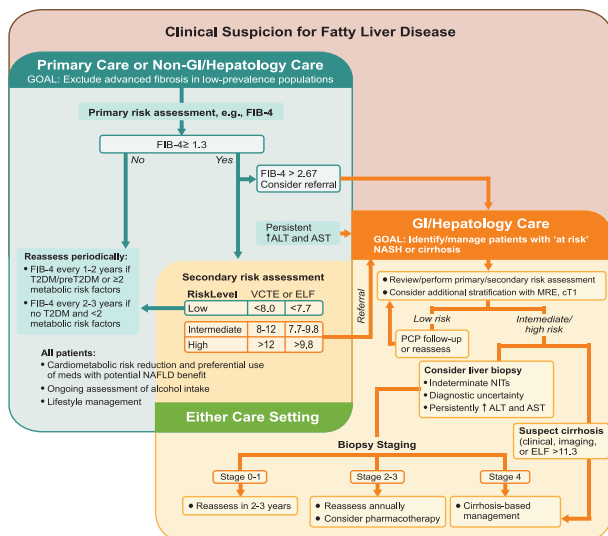 Clinical Suspicion for Fatty Liver Disease
Primary Care or Non-GI/Hepatology Care
GOAL: Exclude advanced fibrosis in low-prevalence populations
Primary risk assessment, e.g., FIB-4
FIB-4≥ 1.3
No
Yes
FIB-4 > 2.67
Consider referral
Persistent
↑ALT and AST
Reassess periodically:
• FIB-4 every 1-2 years if
T2DM/preT2DM or ≥2
metabolic risk factors
• FIB-4 every 2-3 years if
no T2DM and <2
metabolic risk factors
Secondary risk assessment
RiskLevel VCTE or ELF
Low <8.0 <7.7
Intermediate 8-12 7.7-9.8
High >12 >9.8
All patients:
• Cardiometabolic risk reduction and preferential use
of meds with potential NAFLD benefit
• Ongoing assessment of alcohol intake
• Lifestyle management
Either Care Setting
Referral
GI/Hepatology Care
GOAL: Identify/manage patients with 'at risk'
NASH or cirrhosis
• Review/perform primary/secondary risk assessment
• Consider additional stratification with MRE, cT1
Low risk
Inemediate/
high risk
PCP follow-up
or reassess
Consider liver biopsy
• Indeterminate NITs
• Diagnostic uncertainty
• Persistently ↑ ALT and AST
Suspect cirrhosis
(clinical, imaging,
or ELF >11.3
Biopsy Staging
Stage 0-1
Stage 2-3
Stage 4
• Reassess in 2-3 years
• Reassess annually
• Consider pharmacotherapy
• Cirrhosis-based
management